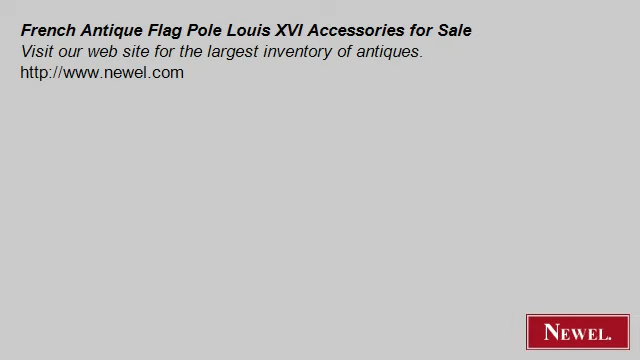 French Antique Flag Pole Louis XVI Accessories for Sale
Visit our web site for the largest inventory of antiques.
http://www.newel.com
NEWEL.